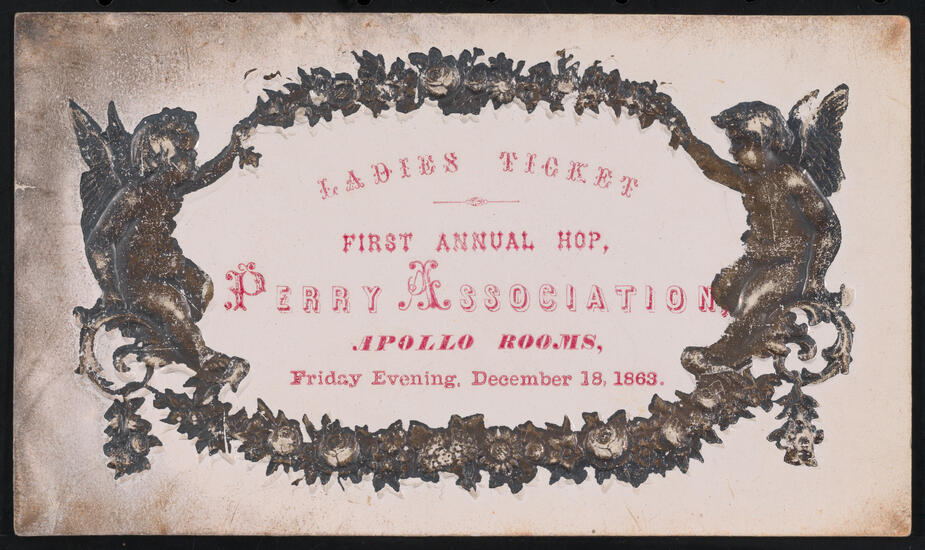 LADIES TICKET
FIRST ANNUAL HOP,
PERRY ASSOCIATION,
APOLLO ROOMS,
Friday Evening, December 18, 1863.